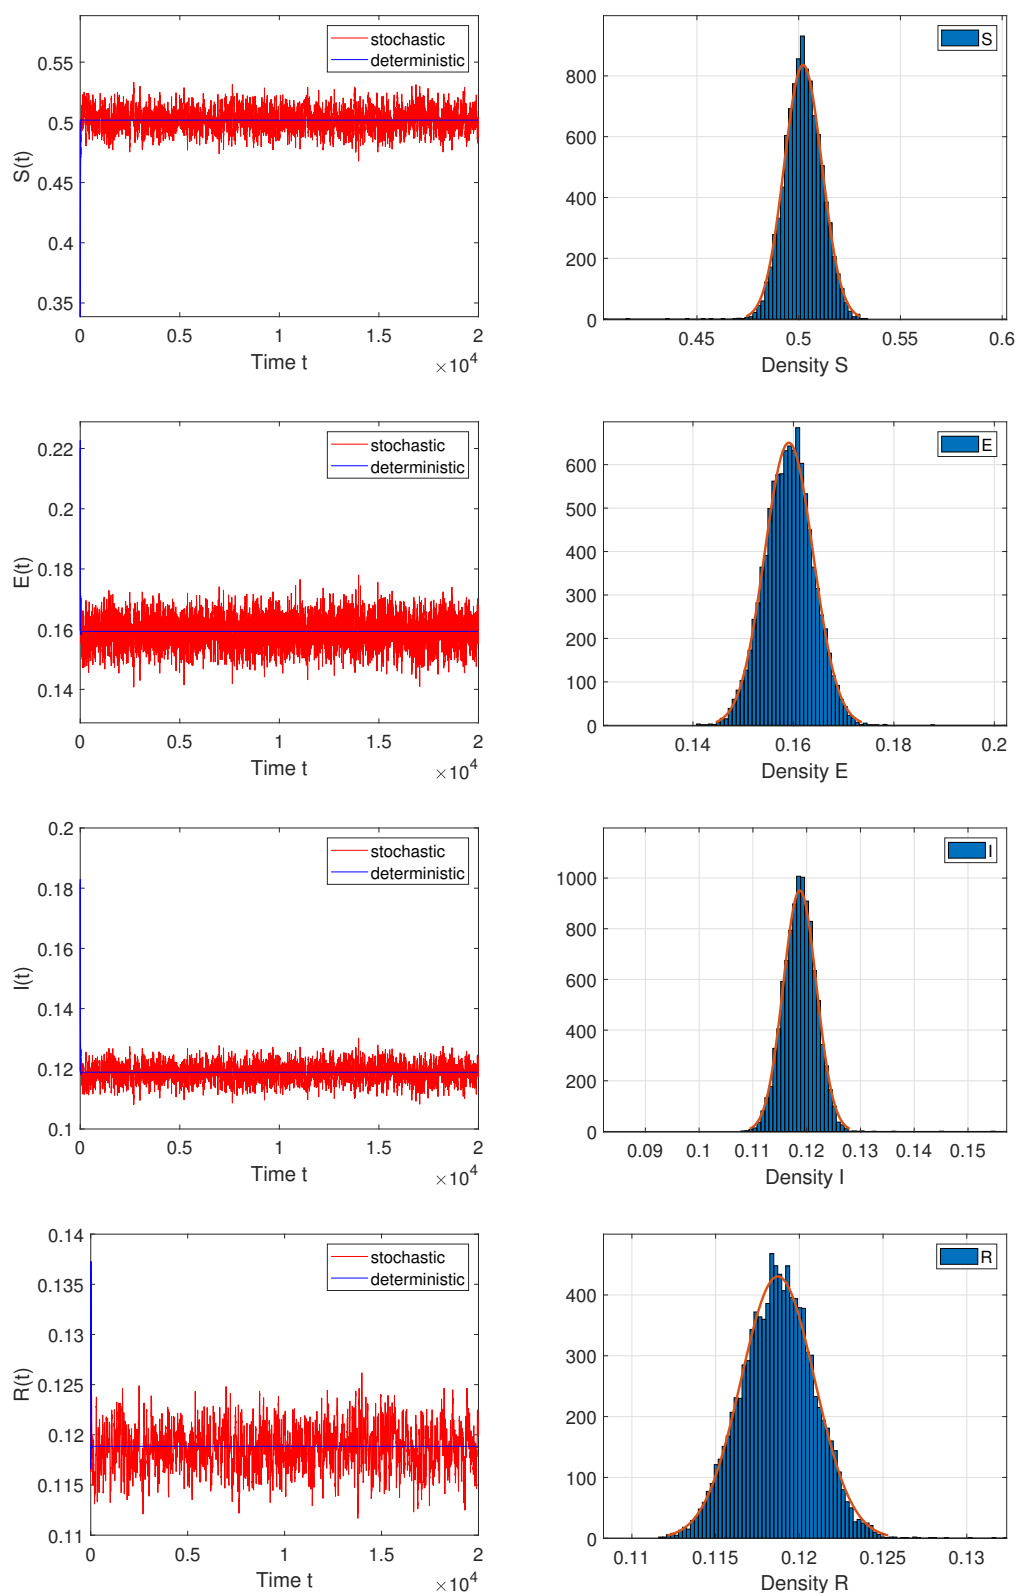 stochastic
deterministic
0.55
0.5
0.45
0.4
0.35
S(t)
0 0.5 1 1.5 2
Time t
×10^4
S
800
600
400
200
0
0.45 0.5 0.55 0.6
Density S
stochastic
deterministic
0.22
0.2
0.18
0.16
0.14
E(t)
0 0.5 1 1.5 2
Time t
×10^4
E
600
500
400
300
200
100
0
0.14 0.16 0.18 0.2
Density E
stochastic
deterministic
0.2
0.18
0.16
0.14
0.12
0.1
I(t)
0 0.5 1 1.5 2
Time t
×10^4
I
1000
800
600
400
200
0
0.09 0.1 0.11 0.12 0.13 0.14 0.15
Density I
stochastic
deterministic
0.14
0.135
0.13
0.125
0.12
0.115
0.11
R(t)
0 0.5 1 1.5 2
Time t
×10^4
R
400
300
200
100
0
0.11 0.115 0.12 0.125 0.13
Density R